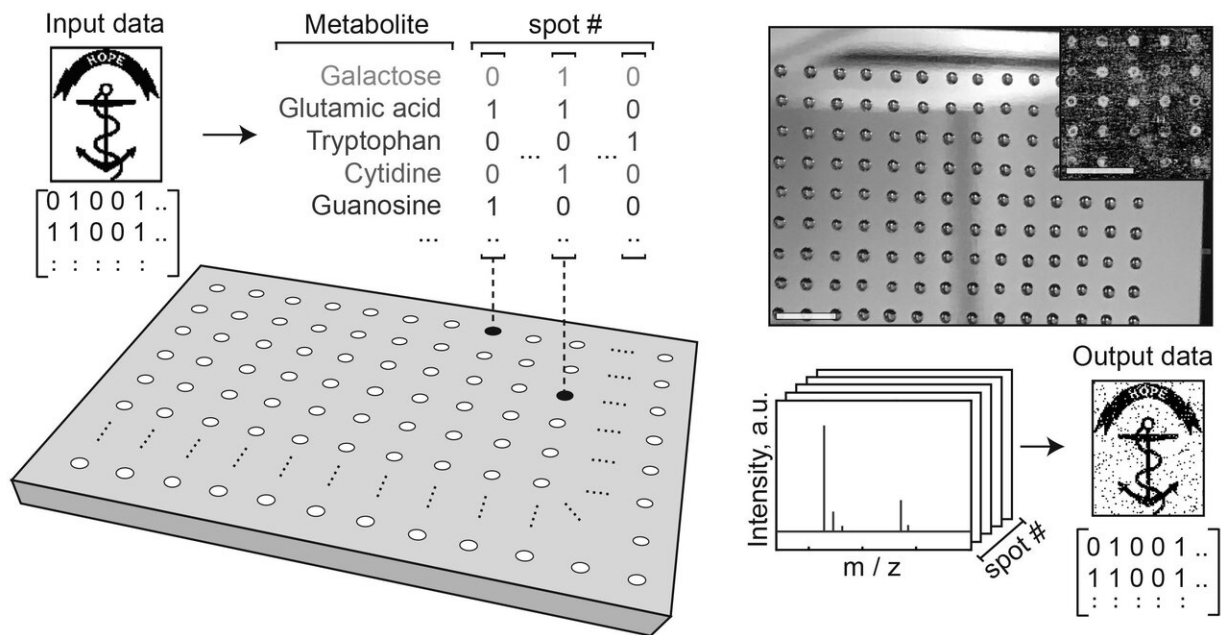 Input data
HOPE
0 1 0 0 1 ..
1 1 0 0 1 ..
: : : : :
Metabolite spot #
Galactose 0 1 0
Glutamic acid 1 1 0
Tryptophan 0 ... 0 ... 1
Cytidine 0 1 0
Guanosine 1 0 0
... .. .. ..
Intensity, a.u.
m / z
spot #
Output data
HOPE
0 1 0 0 1 ..
1 1 0 0 1 ..
: : : : :